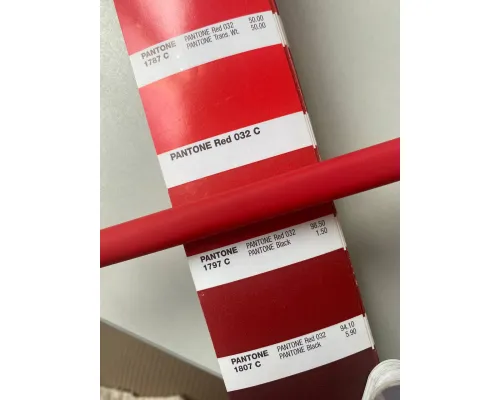 PANTONE
1787 C
PANTONE Red 032 50.00
PANTONE Trans. Wt. 50.00
PANTONE Red 032 C
PANTONE
1797 C
PANTONE Red 032 98.50
PANTONE Black 1.50
PANTONE
1807 C
PANTONE Red 032 94.10
PANTONE Black 5.90